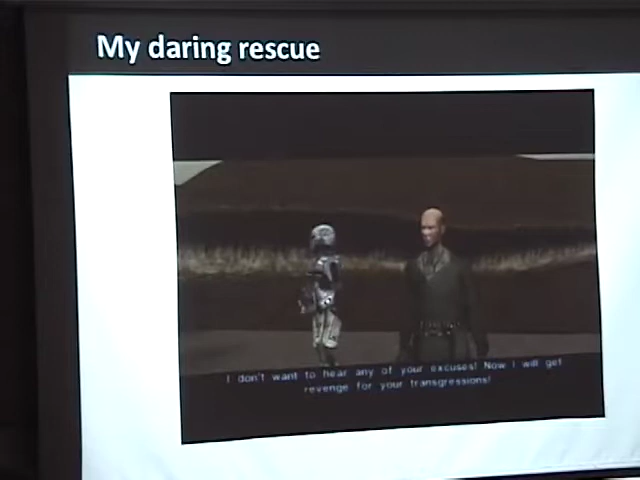 My daring rescue
I don't want to hear any of your excuses! Now I will get
revenge for your transgressions!